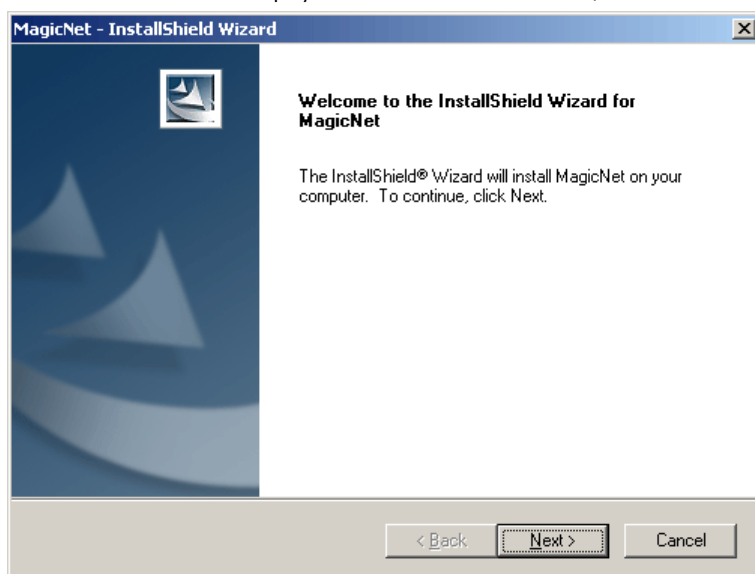 MagicNet - InstallShield Wizard
Welcome to the InstallShield Wizard for
MagicNet
The InstallShield® Wizard will install MagicNet on your
computer. To continue, click Next.
< Back
Next >
Cancel